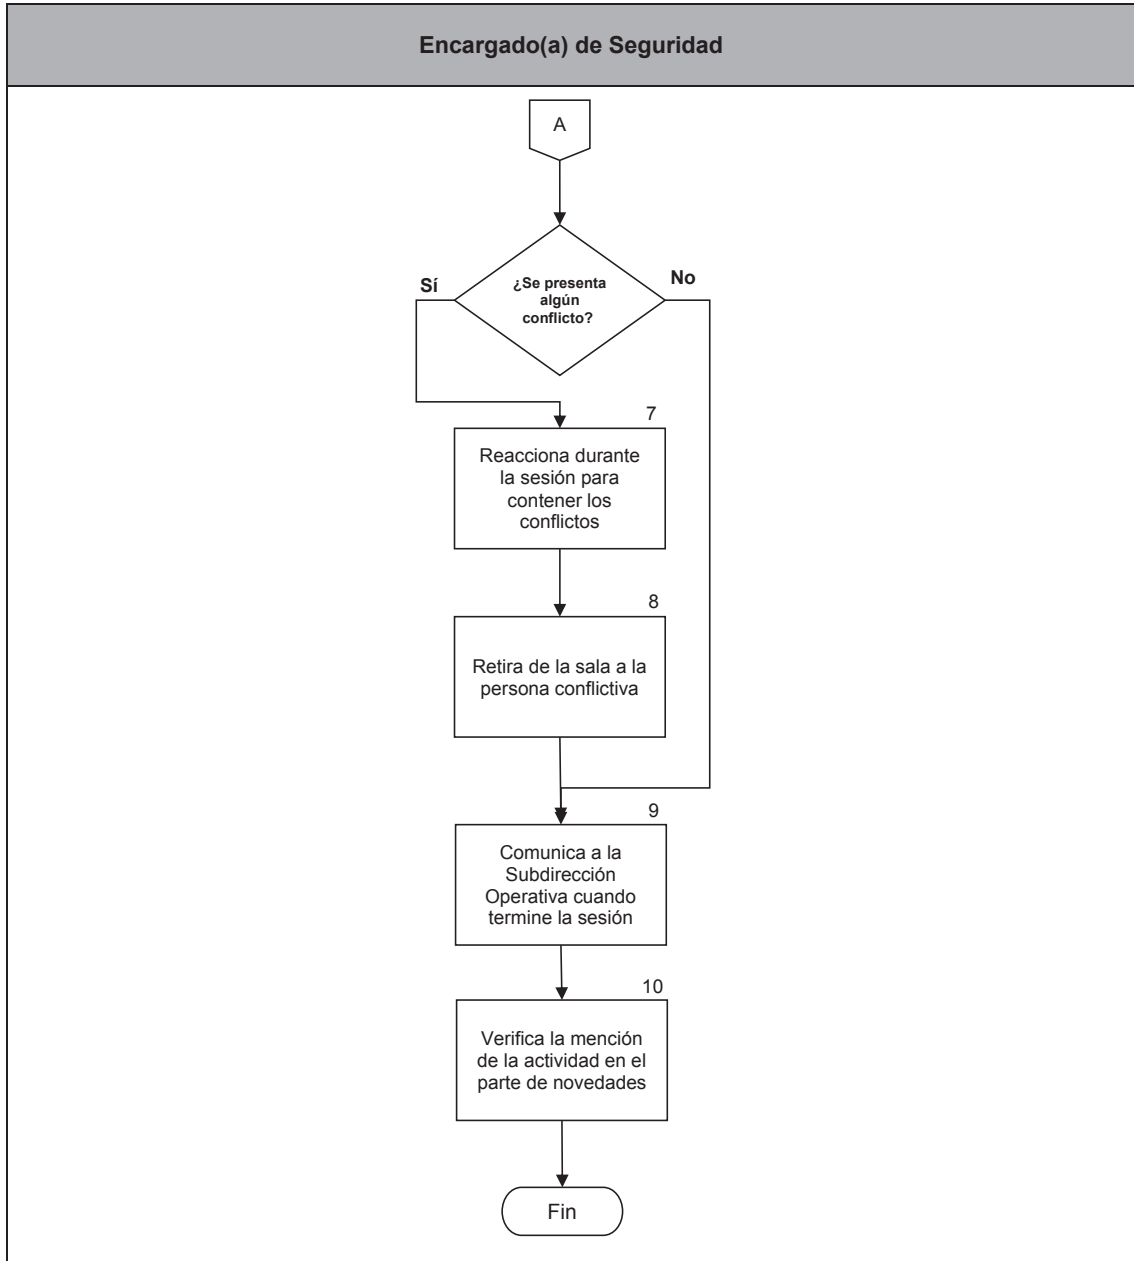 Encargado(a) de Seguridad
A
¿Se presenta
algún
conflicto?
Sí
No
7
Reacciona durante
la sesión para
contener los
conflictos
8
Retira de la sala a la
persona conflictiva
9
Comunica a la
Subdirección
Operativa cuando
termine la sesión
10
Verifica la mención
de la actividad en el
parte de novedades
Fin